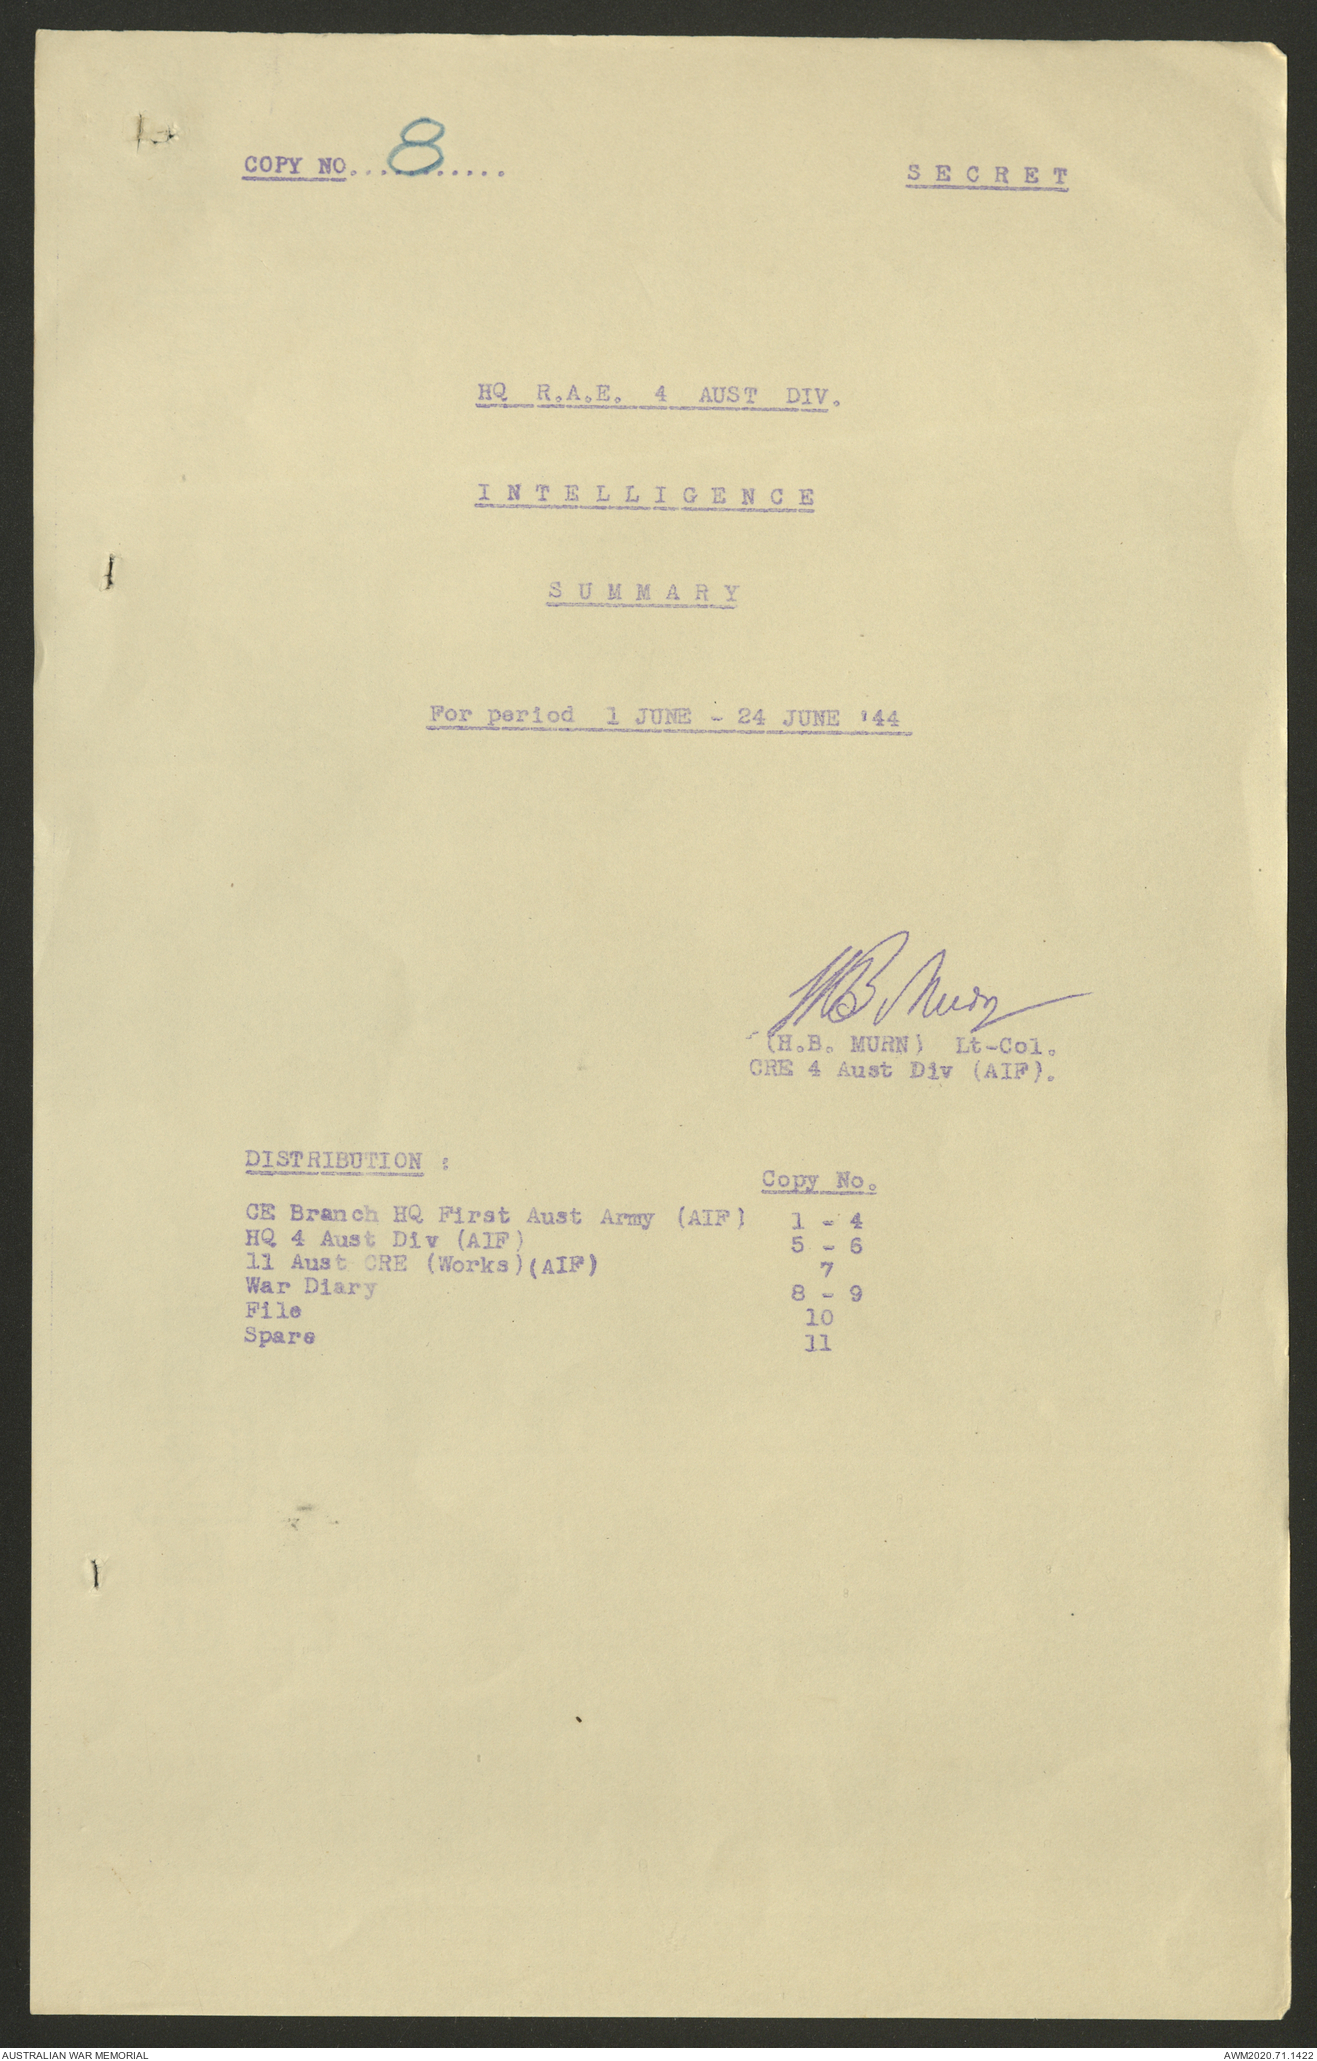 COPY NO...8........
S E C R E T
HQ R.A.E. 4 AUST DIV.
I N T E L L I G E N C E
S U M M A R Y
For period 1 JUNE - 24 JUNE '44
HB Murn
(H.B. MURN) Lt-Col.
CRE 4 Aust Div (AIF).
DISTRIBUTION :
Copy No.
CE Branch HQ First Aust Army (AIF) 1 - 4
HQ 4 Aust Div (AIF) 5 - 6
11 Aust CRE (Works)(AIF) 7
War Diary 8 - 9
File 10
Spare 11
AUSTRALIAN WAR MEMORIAL
AWM2020.71.1422